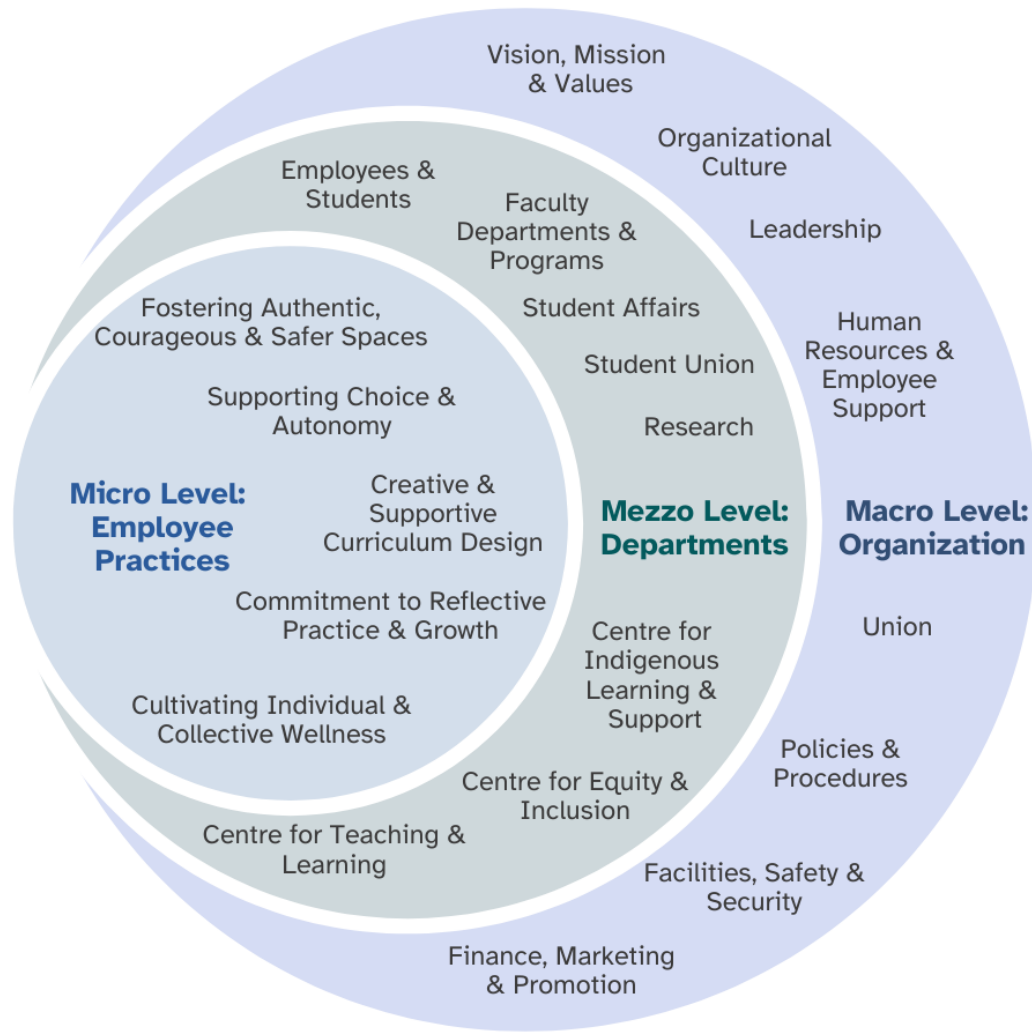 Vision, Mission
& Values
Organizational
Culture
Leadership
Human
Resources &
Employee
Support
Macro Level:
Organization
Union
Policies &
Procedures
Facilities, Safety &
Security
Finance, Marketing
& Promotion
Employees &
Students
Faculty
Departments &
Programs
Student Affairs
Student Union
Research
Mezzo Level:
Departments
Centre for
Indigenous
Learning &
Support
Centre for Equity &
Inclusion
Centre for Teaching &
Learning
Fostering Authentic,
Courageous & Safer Spaces
Supporting Choice &
Autonomy
Micro Level:
Employee
Practices
Creative &
Supportive
Curriculum Design
Commitment to Reflective
Practice & Growth
Cultivating Individual &
Collective Wellness